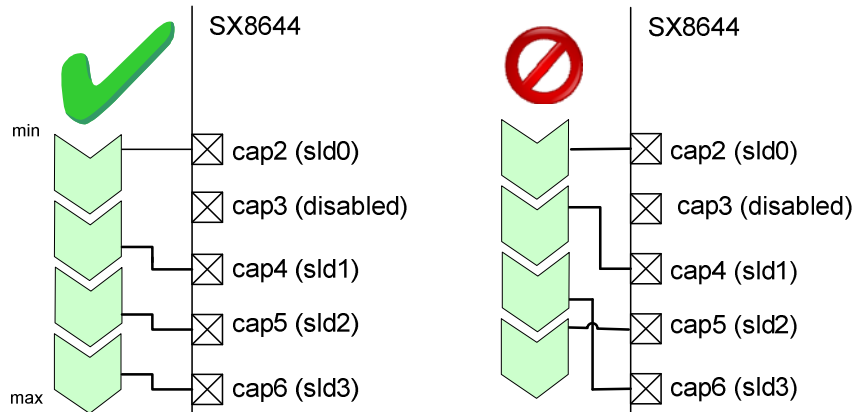 SX8644
min
cap2 (sld0)
cap3 (disabled)
cap4 (sld1)
cap5 (sld2)
cap6 (sld3)
max
SX8644
cap2 (sld0)
cap3 (disabled)
cap4 (sld1)
cap5 (sld2)
cap6 (sld3)